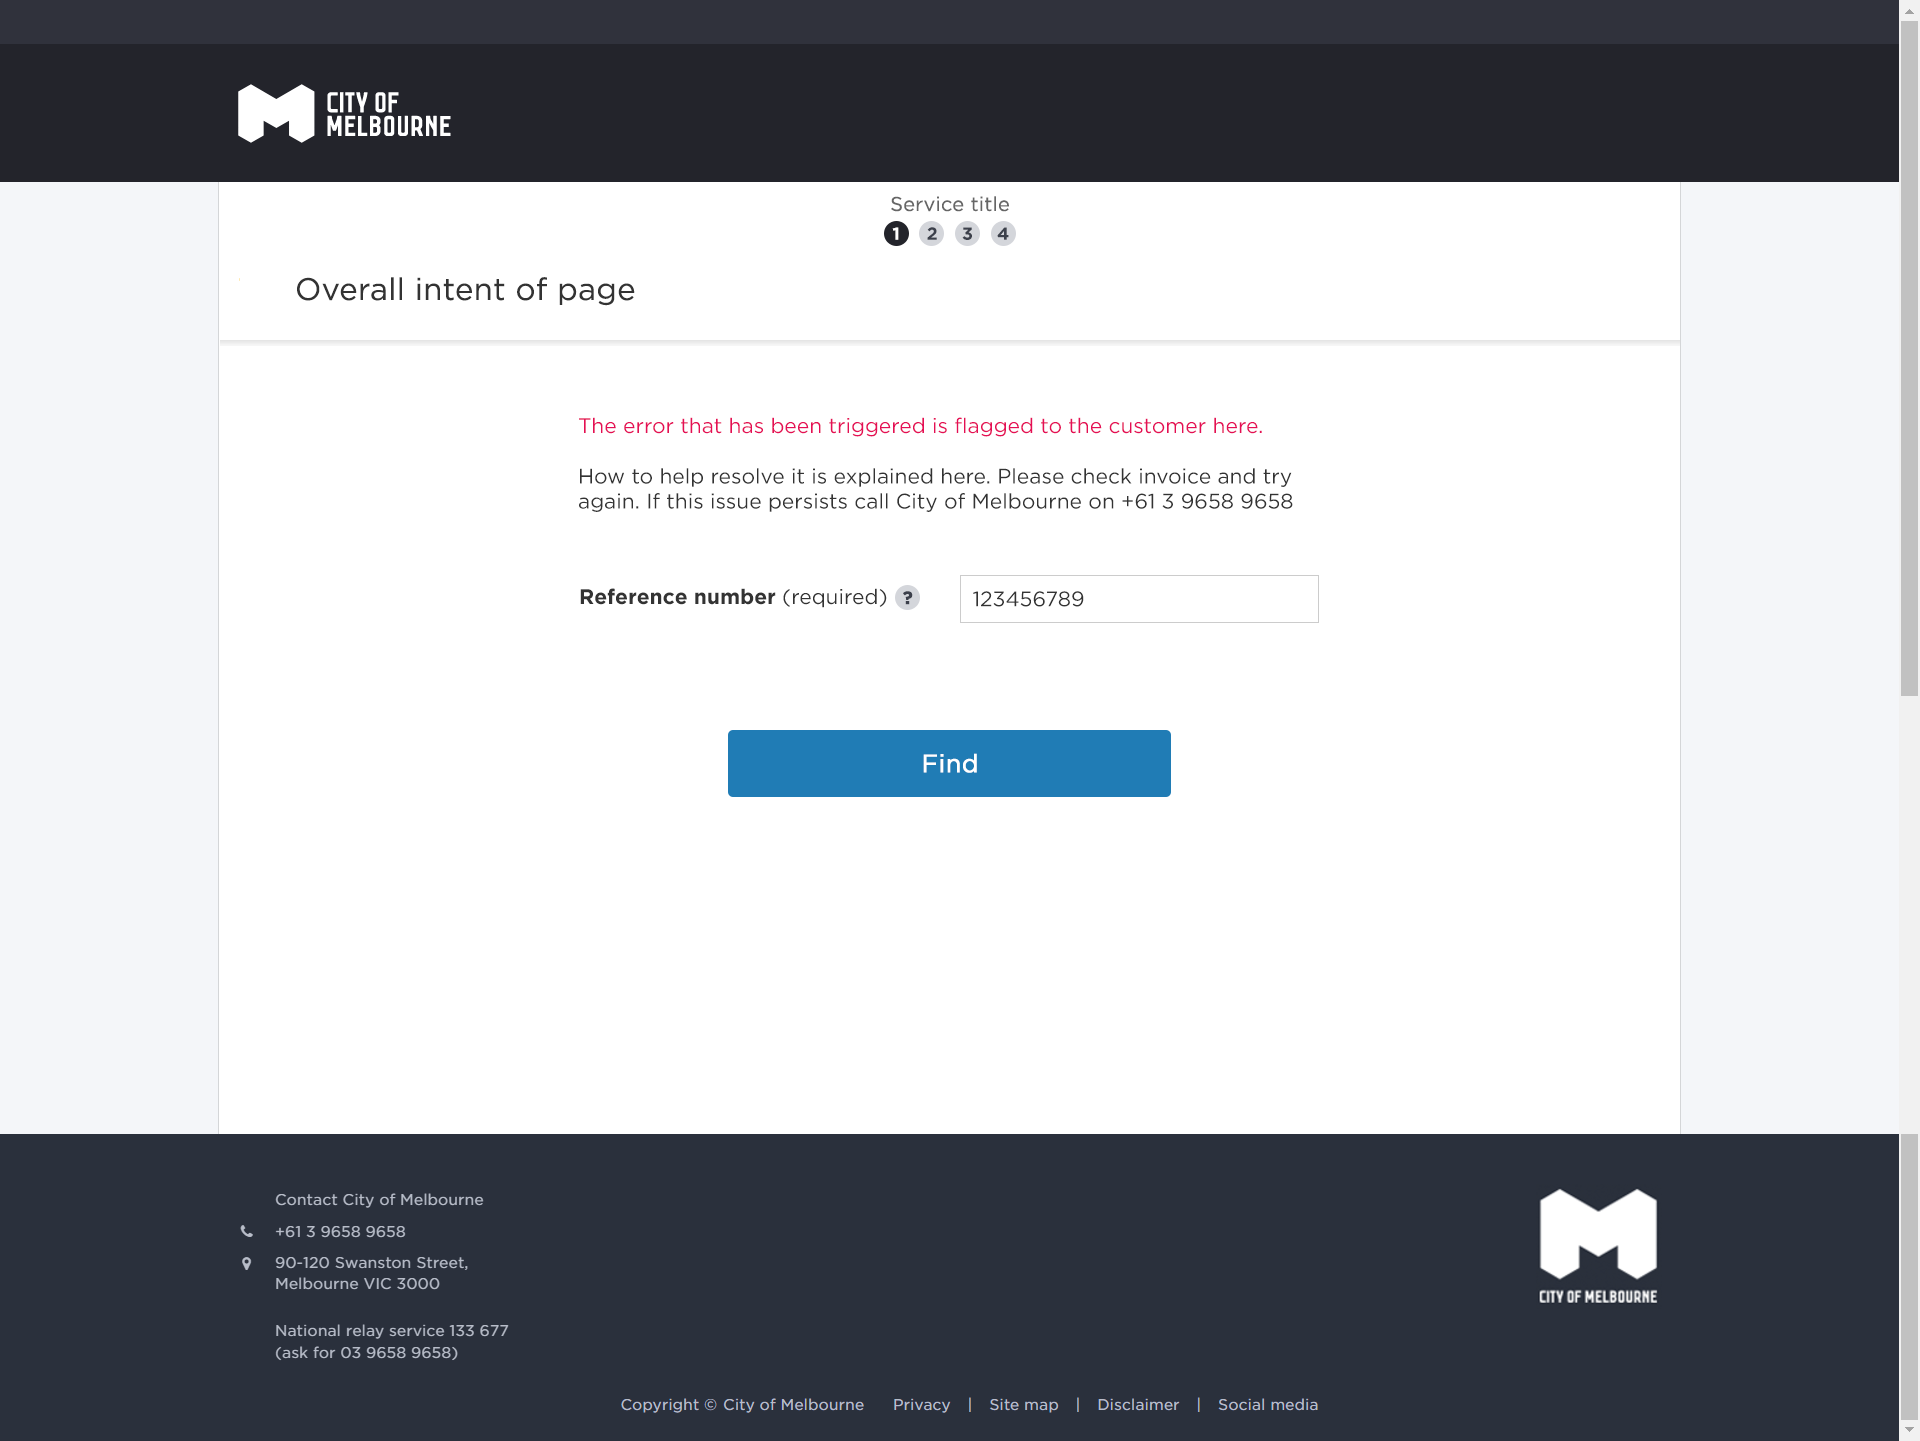 CITY OF
MELBOURNE
Service title
1 2 3 4
Overall intent of page
The error that has been triggered is flagged to the customer here.
How to help resolve it is explained here. Please check invoice and try
again. If this issue persists call City of Melbourne on +61 3 9658 9658
Reference number (required) ? 123456789
Find
Contact City of Melbourne
+61 3 9658 9658
90-120 Swanston Street,
Melbourne VIC 3000
National relay service 133 677
(ask for 03 9658 9658)
CITY OF MELBOURNE
Copyright © City of Melbourne Privacy | Site map | Disclaimer | Social media